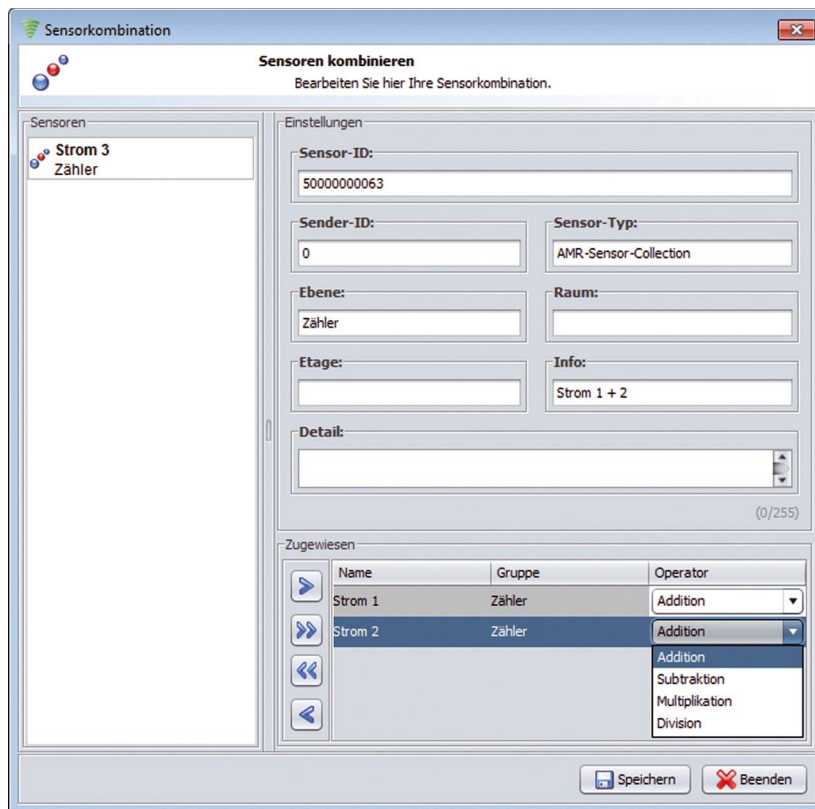 Sensorkombination
Sensoren kombinieren
Bearbeiten Sie hier Ihre Sensorkombination.
Sensoren
Strom 3
Zähler
Einstellungen
Sensor-ID:
50000000063
Sender-ID:
0
Sensor-Typ:
AMR-Sensor-Collection
Ebene:
Zähler
Raum:
Etage:
Info:
Strom 1 + 2
Detail:
(0/255)
Zugewiesen
Name Gruppe Operator
Strom 1 Zähler Addition
Strom 2 Zähler Addition
Addition
Subtraktion
Multiplikation
Division
Speichern
Beenden